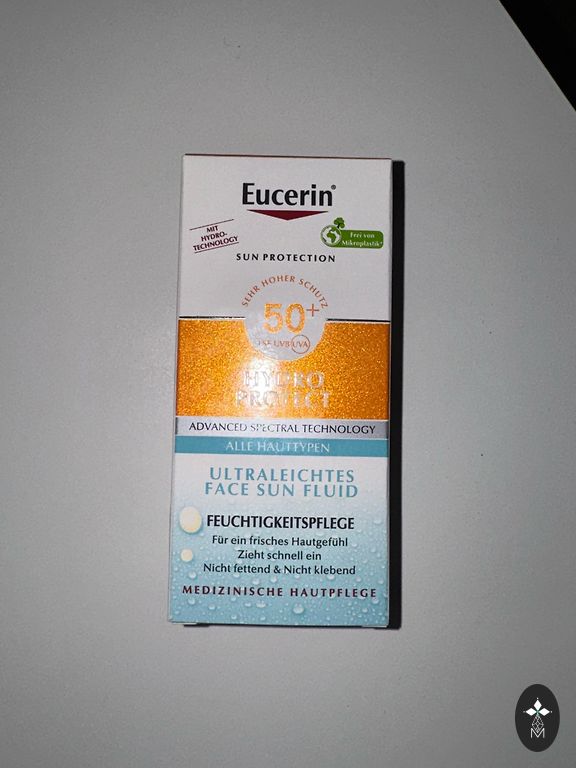 Eucerin®
MIT
HYDRO-
TECHNOLOGY
Frei von
Mikroplastik*
SUN PROTECTION
SEHR HOHER SCHUTZ
50+
LSF UVB UVA
HYDRO
PROTECT
ADVANCED SPECTRAL TECHNOLOGY
ALLE HAUTTYPEN
ULTRALEICHTES
FACE SUN FLUID
FEUCHTIGKEITSPFLEGE
Für ein frisches Hautgefühl
Zieht schnell ein
Nicht fettend & Nicht klebend
MEDIZINISCHE HAUTPFLEGE
M